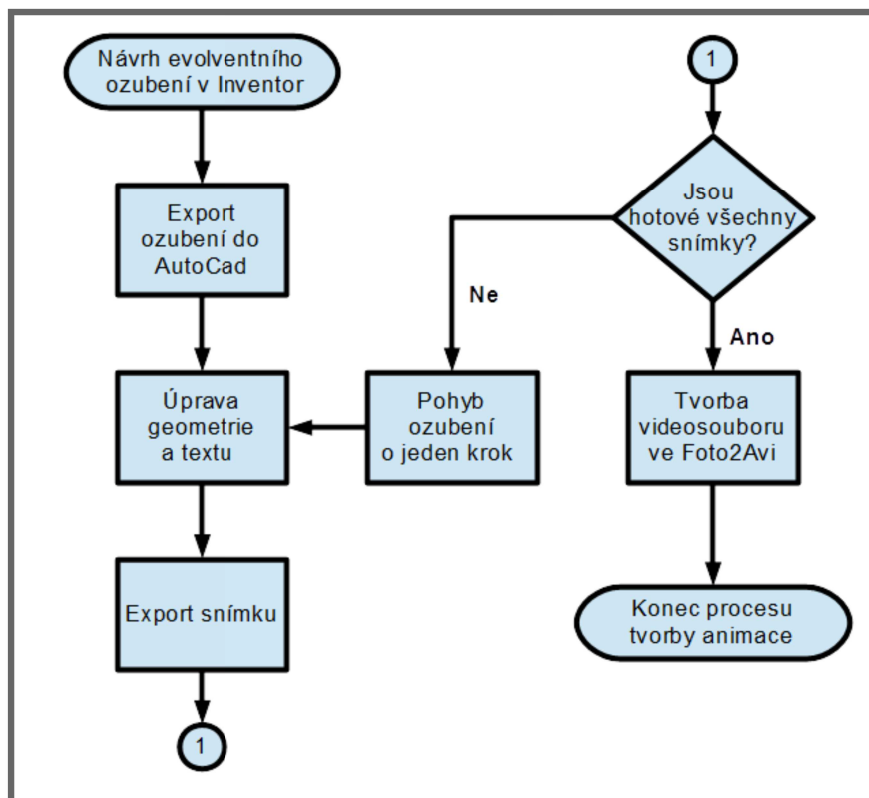 Návrh evolventního
ozubení v Inventor
Export
ozubení do
AutoCad
Úprava
geometrie
a textu
Export snímku
1
1
Jsou
hotové všechny
snímky?
Ne
Pohyb
ozubení
o jeden krok
Ano
Tvorba
videosouboru
ve Foto2Avi
Konec procesu
tvorby animace